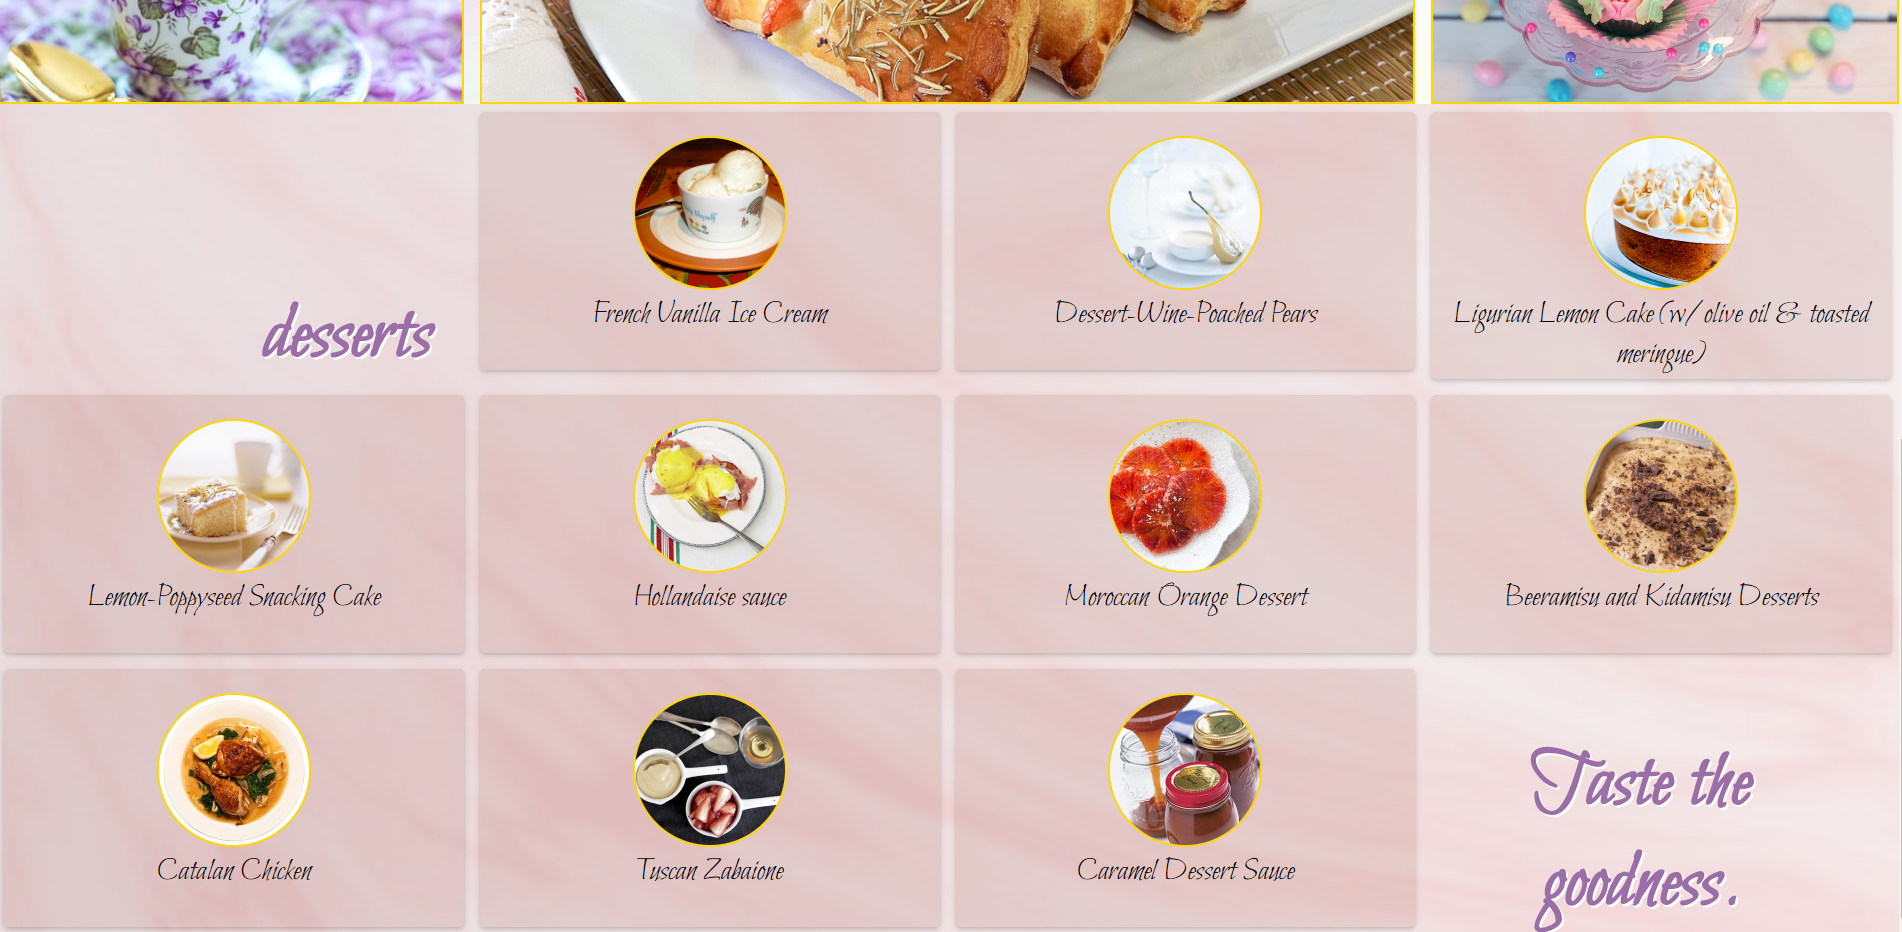 desserts
French Vanilla Ice Cream
Dessert-Wine-Poached Pears
Ligurian Lemon Cake (w/ olive oil & toasted
meringue)
Lemon-Poppyseed Snacking Cake
Hollandaise sauce
Moroccan Orange Dessert
Beeramisu and Kidamisu Desserts
Catalan Chicken
Tuscan Zabaione
Caramel Dessert Sauce
Taste the
goodness.